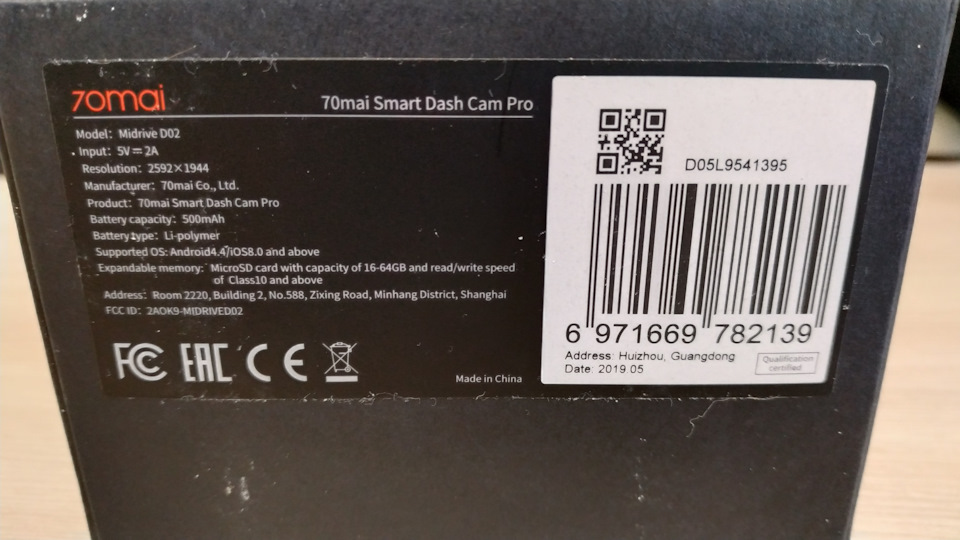 70mai
70mai Smart Dash Cam Pro
Model: Midrive D02
Input: 5V⎓2A
Resolution: 2592×1944
Manufacturer: 70mai Co., Ltd.
Product: 70mai Smart Dash Cam Pro
Battery capacity: 500mAh
Battery type: Li-polymer
Supported OS: Android4.4/iOS8.0 and above
Expandable memory: MicroSD card with capacity of 16-64GB and read/write speed
of Class10 and above
Address: Room 2220, Building 2, No.588, Zixing Road, Minhang District, Shanghai
FCC ID: 2AOK9-MIDRIVED02
FC EAC CE
Made in China
D05L9541395
6 971669 782139
Address: Huizhou, Guangdong
Date: 2019.05
Qualification
certified